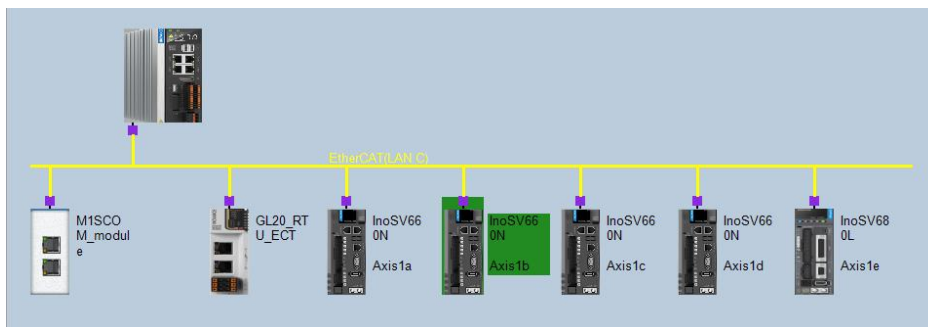 EtherCAT(LAN C)
M1SCO
M_modul
e
GL20_RT
U_ECT
InoSV66
0N
Axis1a
InoSV66
0N
Axis1b
InoSV66
0N
Axis1c
InoSV66
0N
Axis1d
InoSV68
0L
Axis1e